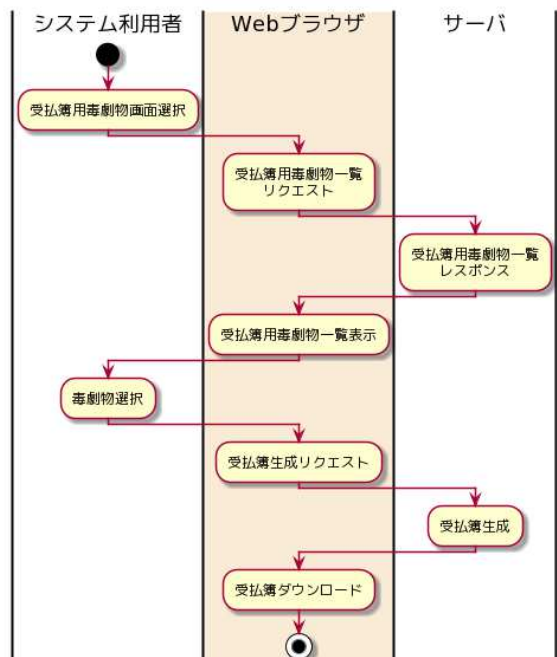 システム利用者
Webブラウザ
サーバ
受払簿用毒劇物画面選択
受払簿用毒劇物一覧
リクエスト
受払簿用毒劇物一覧
レスポンス
受払簿用毒劇物一覧表示
毒劇物選択
受払簿生成リクエスト
受払簿生成
受払簿ダウンロード